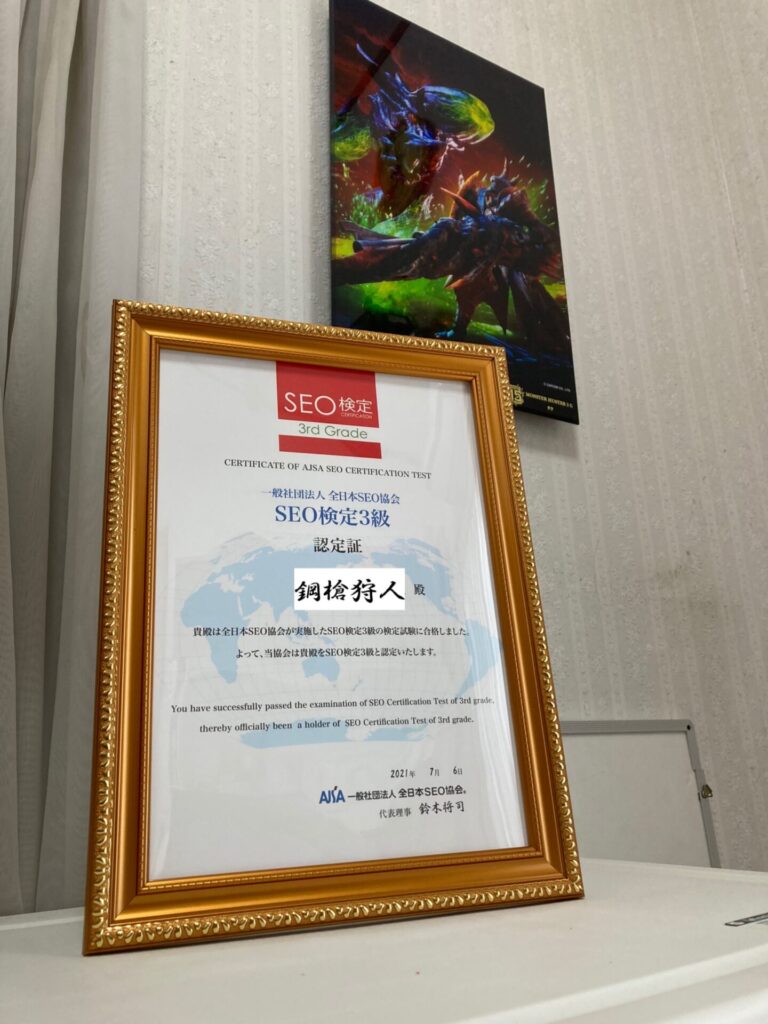 SEO検定
CERTIFICATION
3rd Grade
CERTIFICATE OF AJSA SEO CERTIFICATION TEST
一般社団法人 全日本SEO協会
SEO検定3級
認定証
鋼槍狩人 殿
貴殿は全日本SEO協会が実施したSEO検定3級の検定試験に合格しました。
よって、当協会は貴殿をSEO検定3級と認定いたします。
You have successfully passed the examination of SEO Certification Test of 3rd grade,
thereby officially been a holder of SEO Certification Test of 3rd grade.
2021年 7月 6日
AJSA 一般社団法人 全日本SEO協会。
代表理事 鈴木将司
© CAPCOM CO., LTD.
15 MONSTER HUNTER